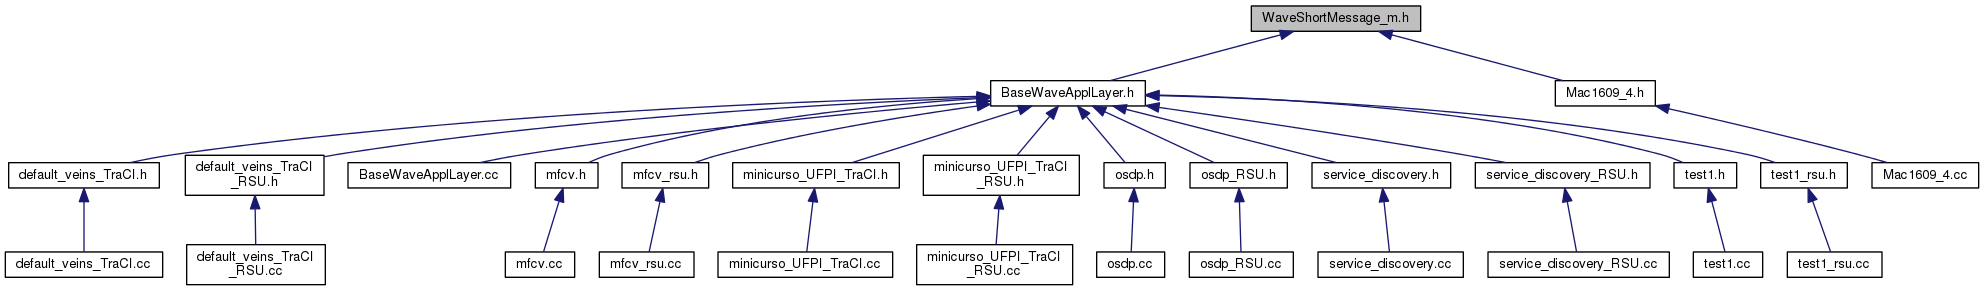 WaveShortMessage_m.h
BaseWaveApplLayer.h
Mac1609_4.h
default_veins_TraCI.h
default_veins_TraCI
_RSU.h
BaseWaveApplLayer.cc
mfcv.h
mfcv_rsu.h
minicurso_UFPI_TraCI.h
minicurso_UFPI_TraCI
_RSU.h
osdp.h
osdp_RSU.h
service_discovery.h
service_discovery_RSU.h
test1.h
test1_rsu.h
Mac1609_4.cc
default_veins_TraCI.cc
default_veins_TraCI
_RSU.cc
mfcv.cc
mfcv_rsu.cc
minicurso_UFPI_TraCI.cc
minicurso_UFPI_TraCI
_RSU.cc
osdp.cc
osdp_RSU.cc
service_discovery.cc
service_discovery_RSU.cc
test1.cc
test1_rsu.cc